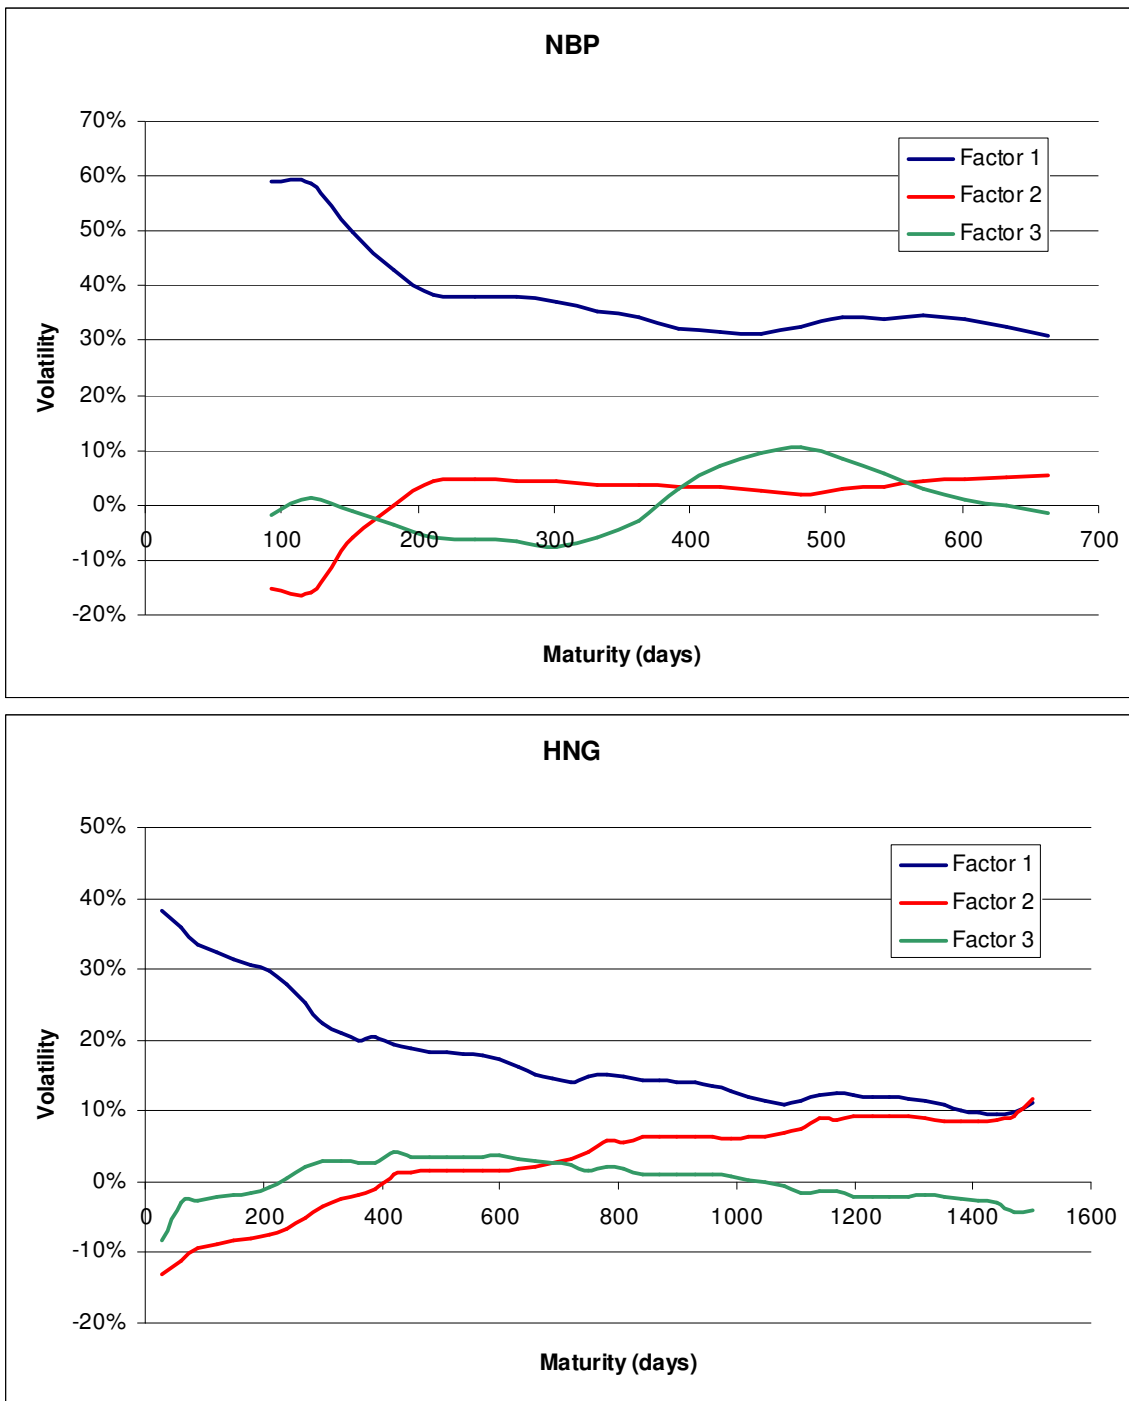 NBP
70%
60%
50%
40%
30%
20%
10%
0%
-10%
-20%
0 100 200 300 400 500 600 700
Volatility
Maturity (days)
Factor 1
Factor 2
Factor 3
HNG
50%
40%
30%
20%
10%
0%
-10%
-20%
0 200 400 600 800 1000 1200 1400 1600
Volatility
Maturity (days)
Factor 1
Factor 2
Factor 3